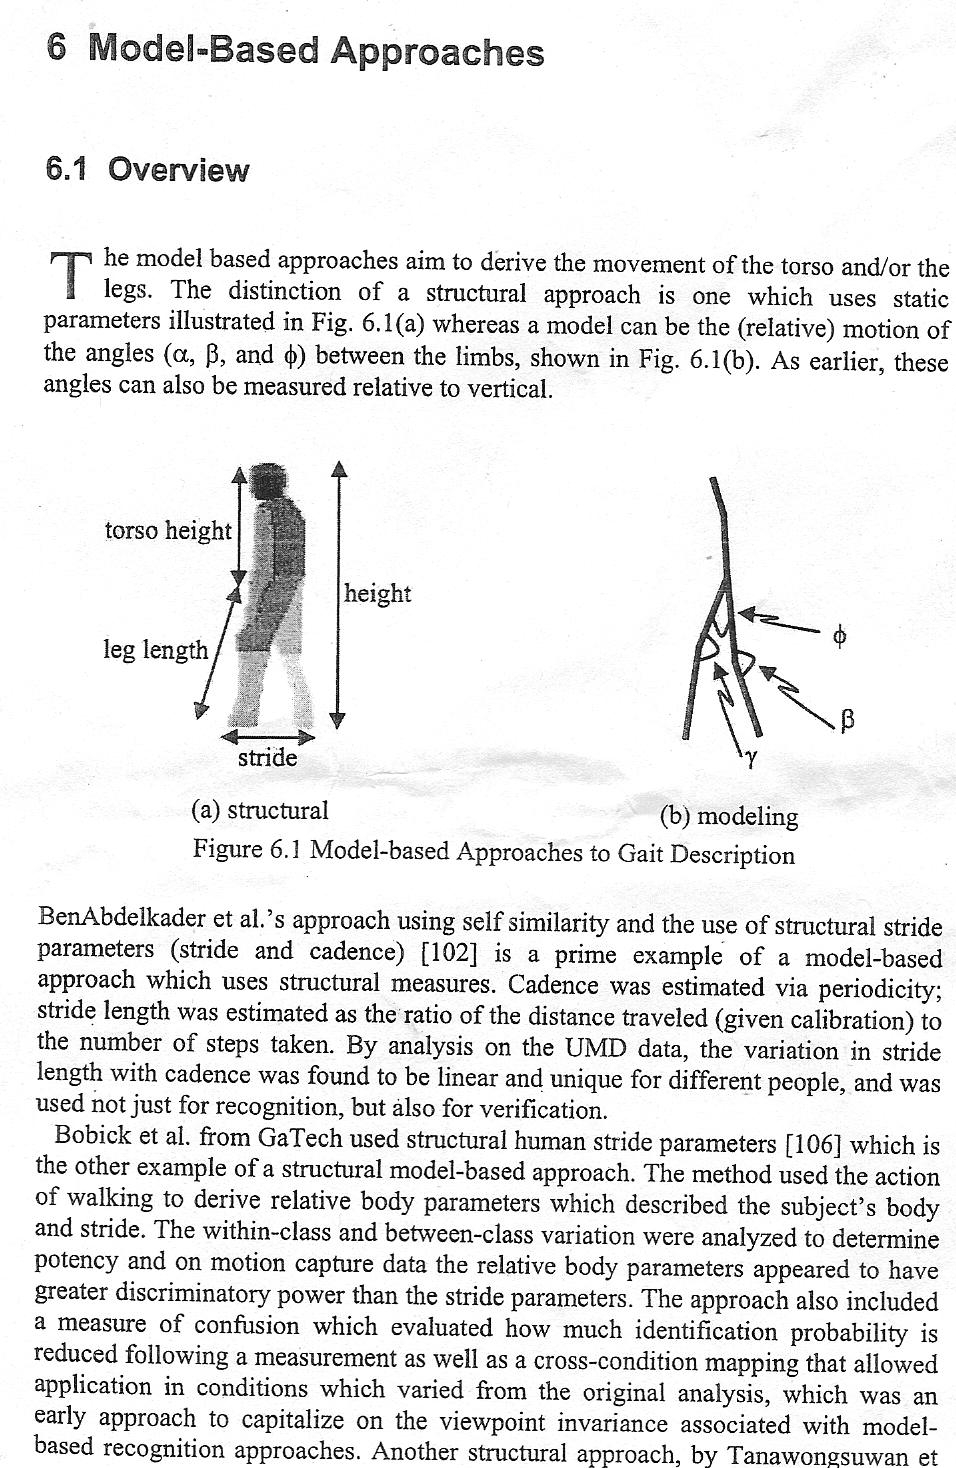 6 Model-Based Approaches
6.1 Overview
The model based approaches aim to derive the movement of the torso and/or the
legs. The distinction of a structural approach is one which uses static
parameters illustrated in Fig. 6.1(a) whereas a model can be the (relative) motion of
the angles (α, β, and ϕ) between the limbs, shown in Fig. 6.1(b). As earlier, these
angles can also be measured relative to vertical.
torso height
height
leg length
stride
ϕ
β
γ
(a) structural
(b) modeling
Figure 6.1 Model-based Approaches to Gait Description
BenAbdelkader et al.'s approach using self similarity and the use of structural stride
parameters (stride and cadence) [102] is a prime example of a model-based
approach which uses structural measures. Cadence was estimated via periodicity;
stride length was estimated as the ratio of the distance traveled (given calibration) to
the number of steps taken. By analysis on the UMD data, the variation in stride
length with cadence was found to be linear and unique for different people, and was
used not just for recognition, but also for verification.
Bobick et al. from GaTech used structural human stride parameters [106] which is
the other example of a structural model-based approach. The method used the action
of walking to derive relative body parameters which described the subject's body
and stride. The within-class and between-class variation were analyzed to determine
potency and on motion capture data the relative body parameters appeared to have
greater discriminatory power than the stride parameters. The approach also included
a measure of confusion which evaluated how much identification probability is
reduced following a measurement as well as a cross-condition mapping that allowed
application in conditions which varied from the original analysis, which was an
early approach to capitalize on the viewpoint invariance associated with model-
based recognition approaches. Another structural approach, by Tanawongsuwan et